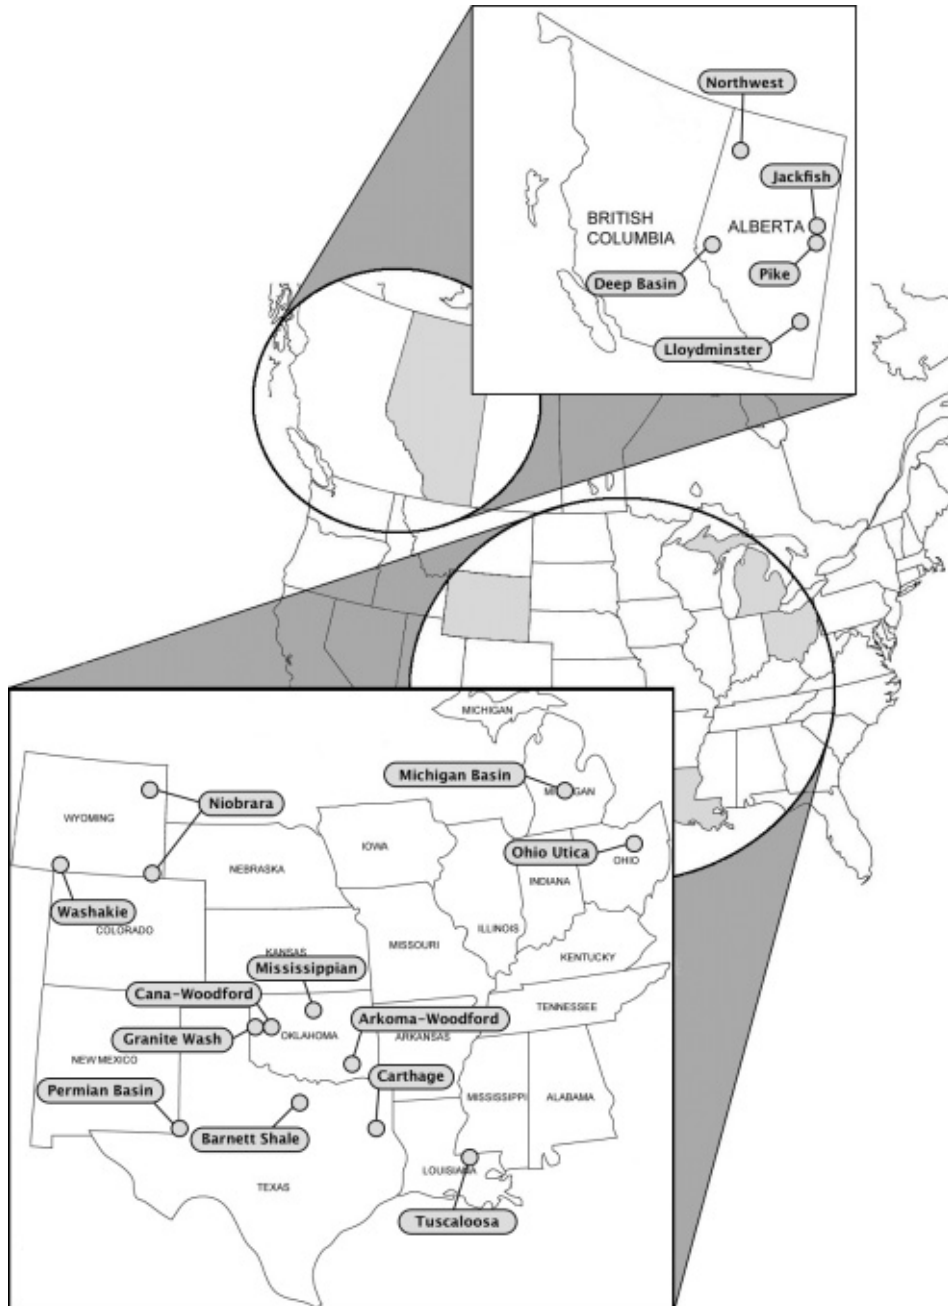 Northwest
Jackfish
BRITISH
COLUMBIA
ALBERTA
Deep Basin
Pike
Lloydminster
MICHIGAN
Michigan Basin
MICHIGAN
Niobrara
WYOMING
IOWA
Ohio Utica
OHIO
NEBRASKA
INDIANA
Washakie
COLORADO
ILLINOIS
MISSOURI
KANSAS
KENTUCKY
Mississippian
Cana-Woodford
TENNESSEE
Arkoma-Woodford
Granite Wash
OKLAHOMA
ARKANSAS
NEW MEXICO
Carthage
Permian Basin
MISSISSIPPI
ALABAMA
Barnett Shale
LOUISIANA
TEXAS
Tuscaloosa